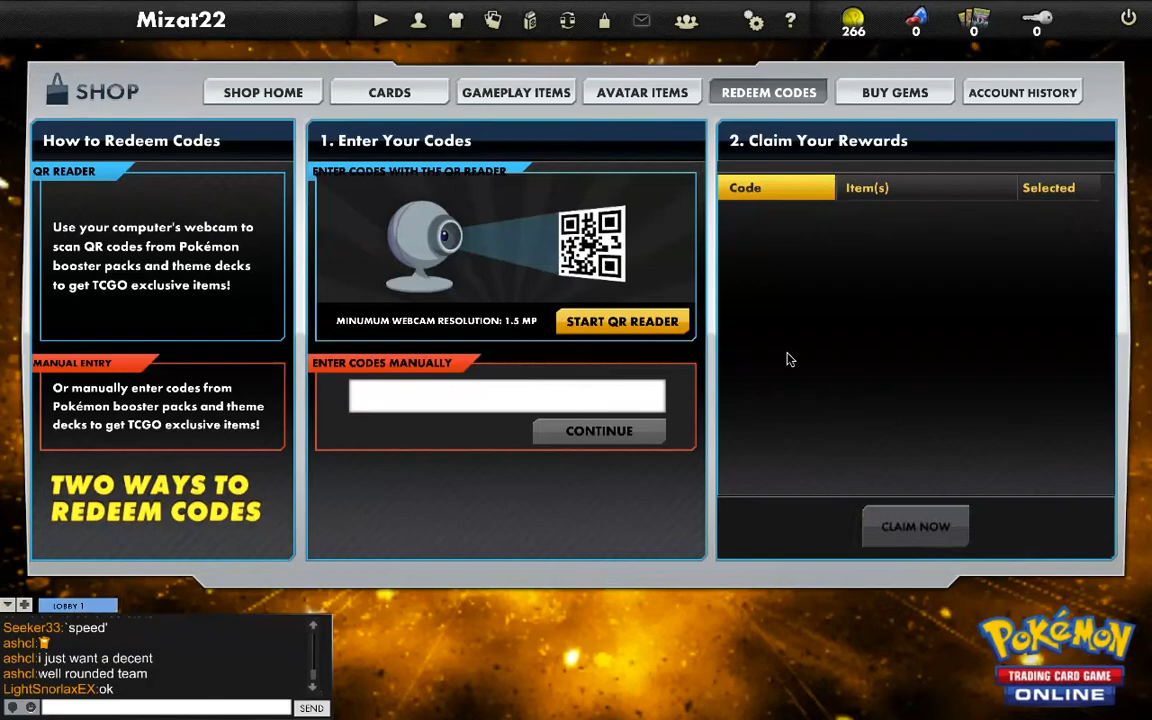 Mizat22
?
266
0
0
0
SHOP
SHOP HOME
CARDS
GAMEPLAY ITEMS
AVATAR ITEMS
REDEEM CODES
BUY GEMS
ACCOUNT HISTORY
How to Redeem Codes
QR READER
Use your computer's webcam to
scan QR codes from Pokémon
booster packs and theme decks
to get TCGO exclusive items!
MANUAL ENTRY
Or manually enter codes from
Pokémon booster packs and theme
decks to get TCGO exclusive items!
TWO WAYS TO
REDEEM CODES
1. Enter Your Codes
ENTER CODES WITH THE QR READER
MINUMUM WEBCAM RESOLUTION: 1.5 MP
START QR READER
ENTER CODES MANUALLY
CONTINUE
2. Claim Your Rewards
Code
Item(s)
Selected
CLAIM NOW
LOBBY 1
Seeker33:`speed'
ashcl:
ashcl:i just want a decent
ashcl:well rounded team
LightSnorlaxEX:ok
SEND
POKéMON
TRADING CARD GAME
ONLINE